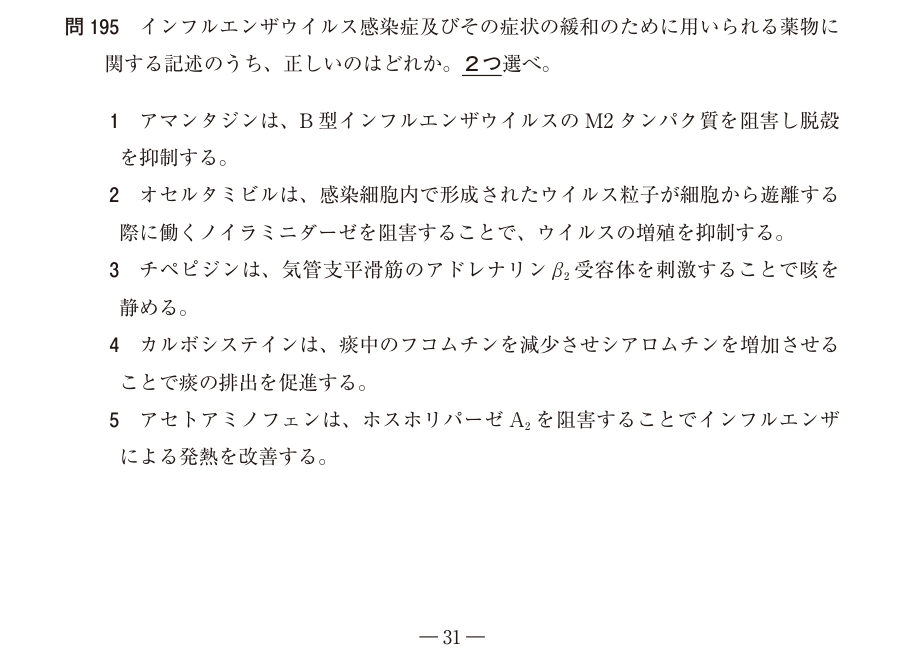 問 195 インフルエンザウイルス感染症及びその症状の緩和のために用いられる薬物に
関する記述のうち、正しいのはどれか。2つ選べ。
1 アマンタジンは、B 型インフルエンザウイルスの M2 タンパク質を阻害し脱殻
を抑制する。
2 オセルタミビルは、感染細胞内で形成されたウイルス粒子が細胞から遊離する
際に働くノイラミニダーゼを阻害することで、ウイルスの増殖を抑制する。
3 チペピジンは、気管支平滑筋のアドレナリン β₂ 受容体を刺激することで咳を
静める。
4 カルボシステインは、痰中のフコムチンを減少させシアロムチンを増加させる
ことで痰の排出を促進する。
5 アセトアミノフェンは、ホスホリパーゼ A₂ を阻害することでインフルエンザ
による発熱を改善する。
— 31 —